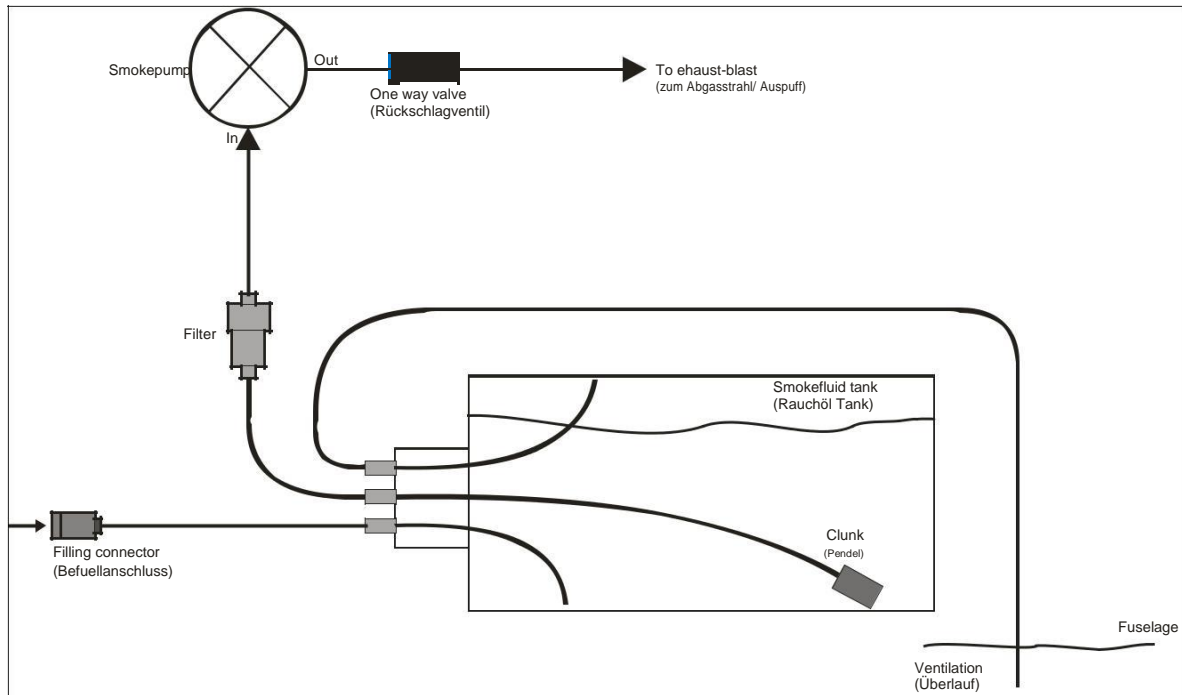 Smokepump
Out
To ehaust-blast
(zum Abgasstrahl/ Auspuff)
One way valve
(Rückschlagventil)
In
Filter
Smokefluid tank
(Rauchöl Tank)
Clunk
(Pendel)
Filling connector
(Befuellanschluss)
Fuselage
Ventilation
(Überlauf)